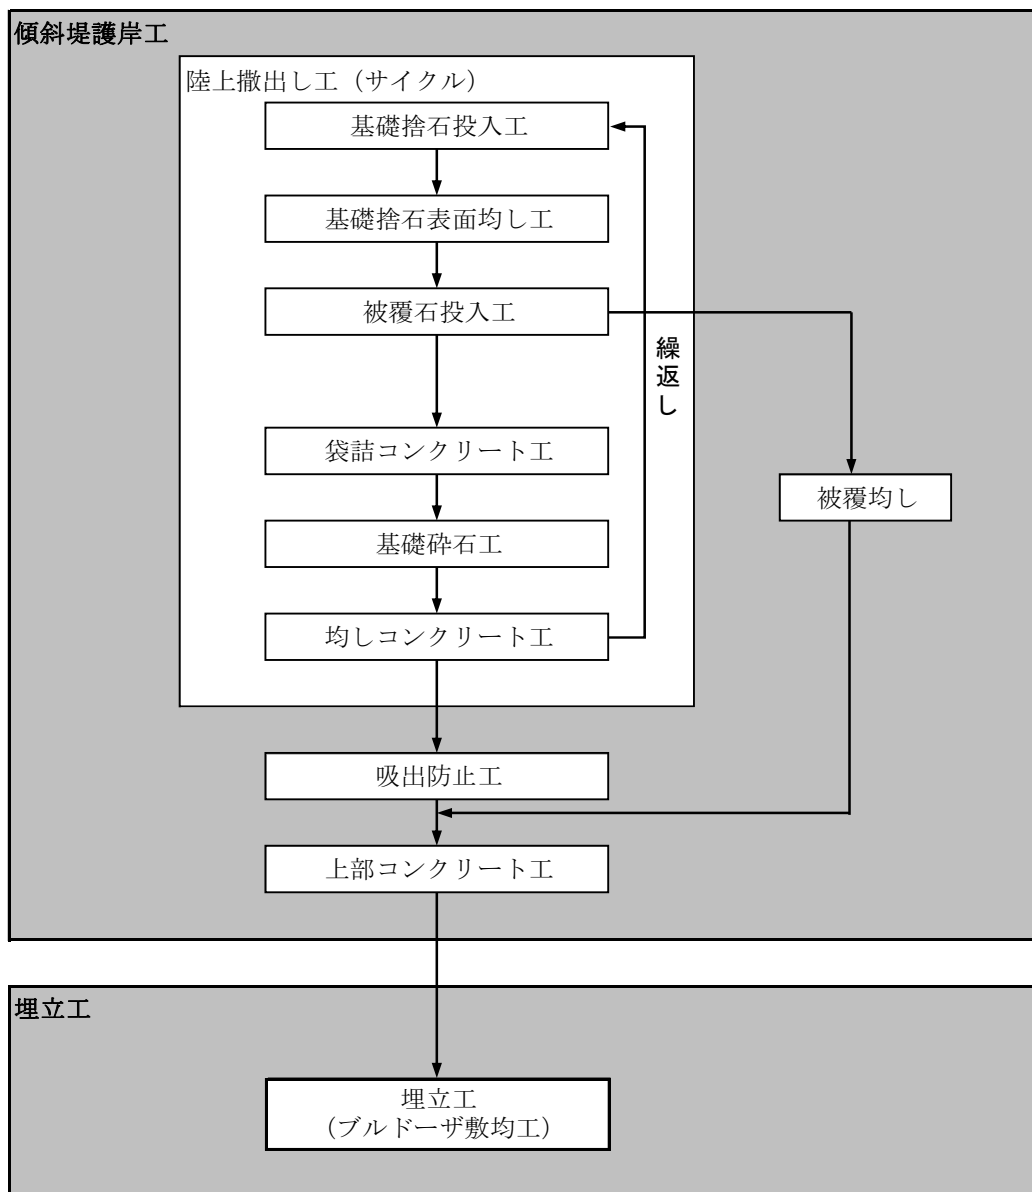 傾斜堤護岸工
陸上撒出し工（サイクル）
基礎捨石投入工
基礎捨石表面均し工
被覆石投入工
繰返し
袋詰コンクリート工
被覆均し
基礎砕石工
均しコンクリート工
吸出防止工
上部コンクリート工
埋立工
埋立工
（ブルドーザ敷均工）